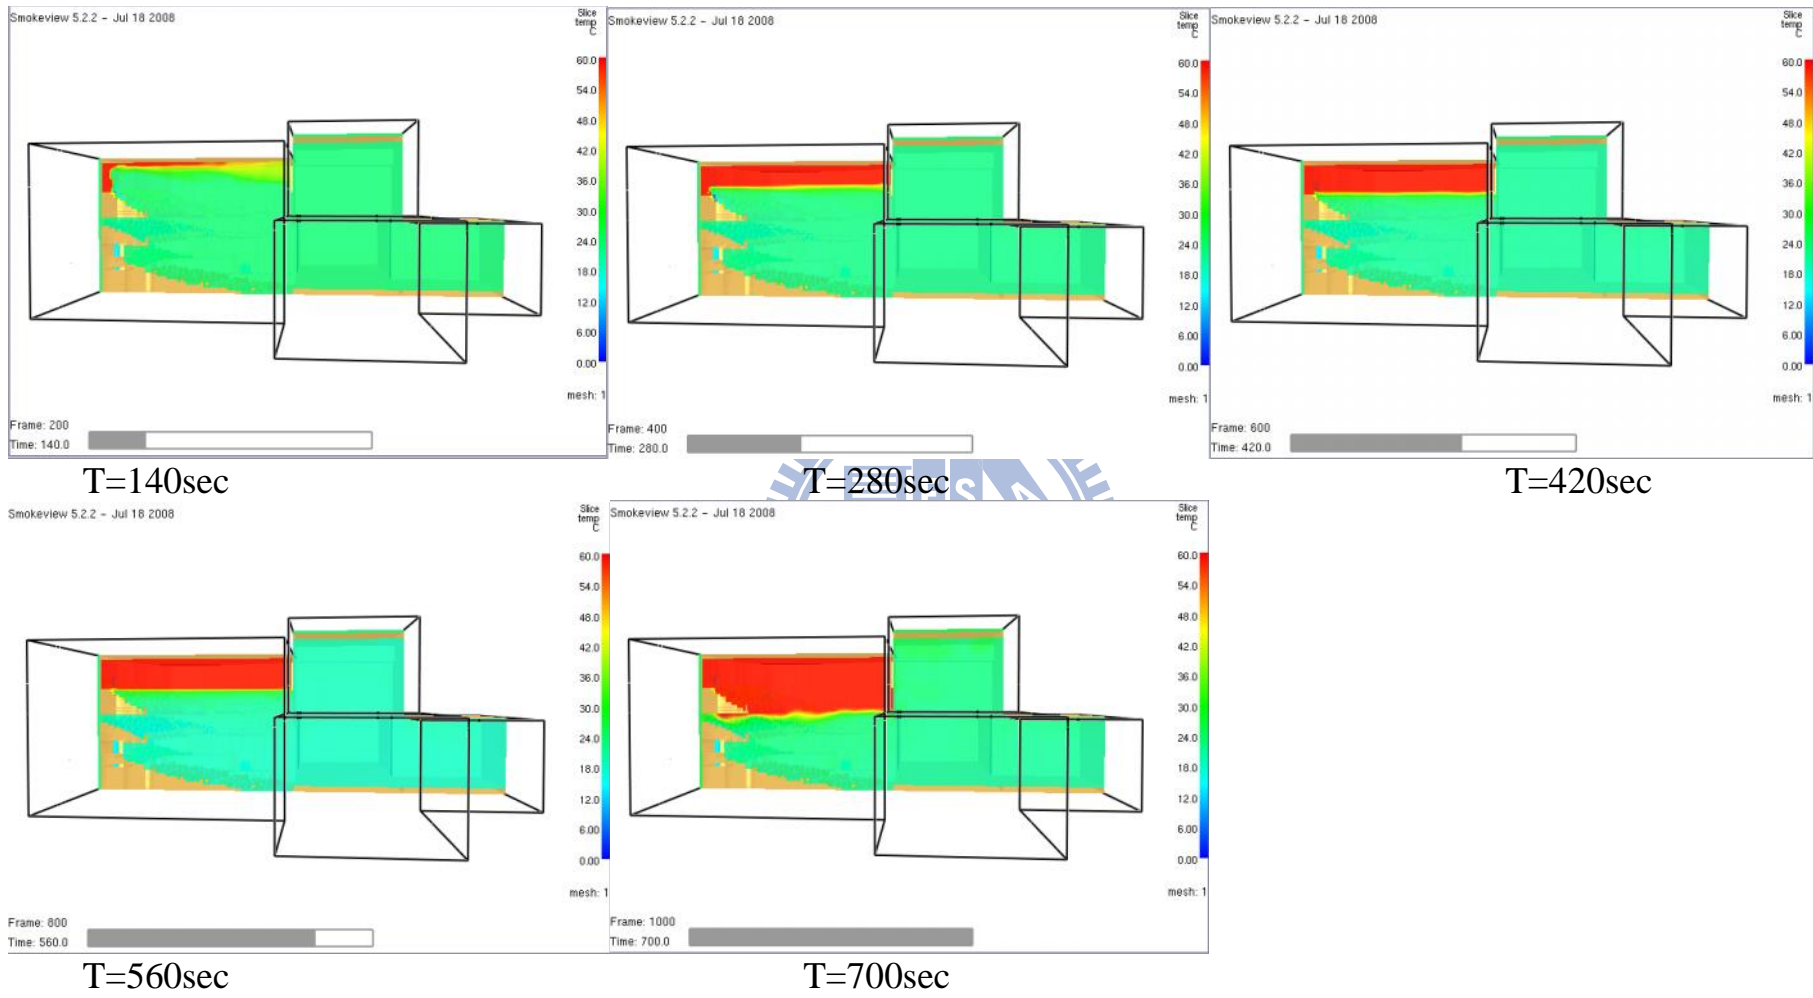 Smokeview 5.2.2 - Jul 18 2008
Slice
temp
C
60.0
54.0
48.0
42.0
36.0
30.0
24.0
18.0
12.0
6.00
0.00
mesh: 1
Frame: 200
Time: 140.0
T=140sec
Smokeview 5.2.2 - Jul 18 2008
Slice
temp
C
60.0
54.0
48.0
42.0
36.0
30.0
24.0
18.0
12.0
6.00
0.00
mesh: 1
Frame: 400
Time: 280.0
T=280sec
Smokeview 5.2.2 - Jul 18 2008
Slice
temp
C
60.0
54.0
48.0
42.0
36.0
30.0
24.0
18.0
12.0
6.00
0.00
mesh: 1
Frame: 600
Time: 420.0
T=420sec
Smokeview 5.2.2 - Jul 18 2008
Slice
temp
C
60.0
54.0
48.0
42.0
36.0
30.0
24.0
18.0
12.0
6.00
0.00
mesh: 1
Frame: 800
Time: 560.0
T=560sec
Smokeview 5.2.2 - Jul 18 2008
Slice
temp
C
60.0
54.0
48.0
42.0
36.0
30.0
24.0
18.0
12.0
6.00
0.00
mesh: 1
Frame: 1000
Time: 700.0
T=700sec